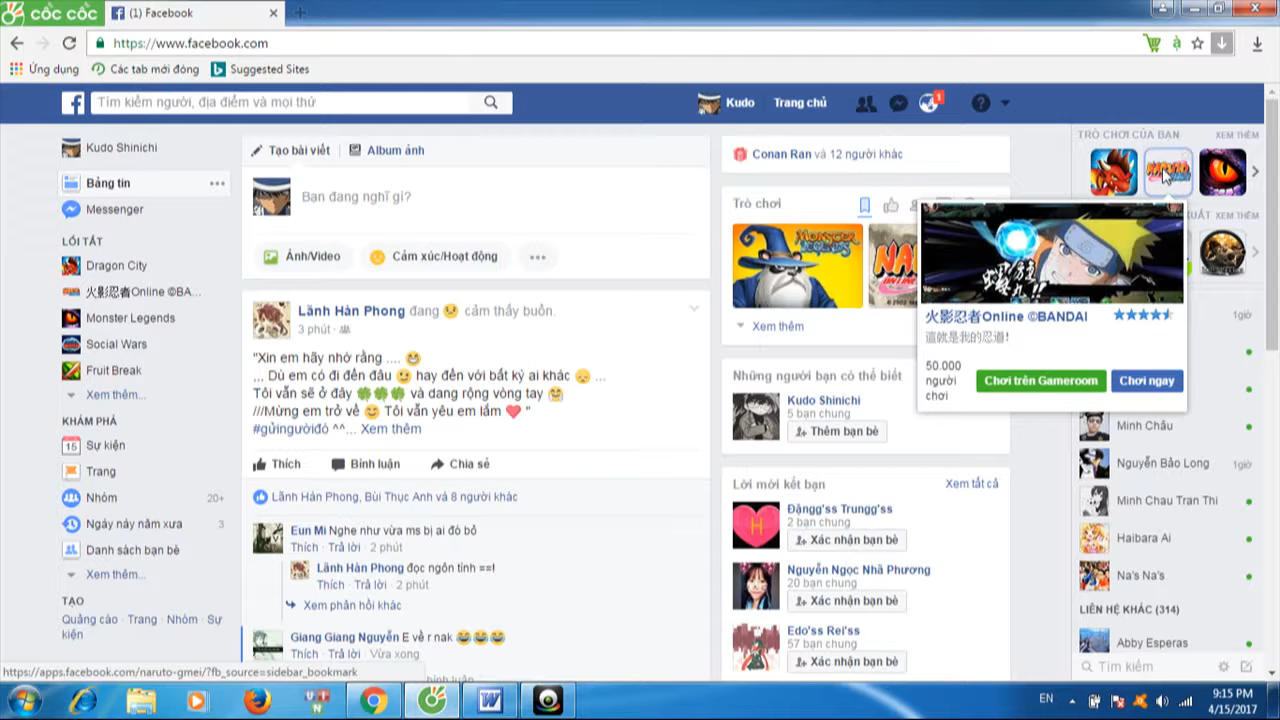 cốc cốc
(1) Facebook
https://www.facebook.com
Ứng dụng
Các tab mới đóng
Suggested Sites
Tìm kiếm người, địa điểm và mọi thứ
Kudo
Trang chủ
1
Kudo Shinichi
Bảng tin
Messenger
LỐI TẮT
Dragon City
火影忍者Online ©BA...
Monster Legends
Social Wars
Fruit Break
Xem thêm...
KHÁM PHÁ
15 Sự kiện
Trang
Nhóm 20+
Ngày này năm xưa 3
Danh sách bạn bè
Xem thêm...
TẠO
Quảng cáo · Trang · Nhóm · Sự
kiện
Tạo bài viết
Album ảnh
Bạn đang nghĩ gì?
Ảnh/Video
Cảm xúc/Hoạt động
Lãnh Hàn Phong đang 😢 cảm thấy buồn.
3 phút ·
"Xin em hãy nhớ rằng .... 😁
... Dù em có đi đến đâu 😉 hay đến với bất kỳ ai khác 😞 ...
Tôi vẫn sẽ ở đây 🍀🍀🍀 và dang rộng vòng tay 🤗
///Mừng em trở về 😊 Tôi vẫn yêu em lắm ❤️ "
#gửingườiđó ^^... Xem thêm
Thích
Bình luận
Chia sẻ
Lãnh Hàn Phong, Bùi Thục Anh và 8 người khác
Eun Mi Nghe như vừa ms bị ai đó bỏ
Thích · Trả lời · 2 phút
Lãnh Hàn Phong đọc ngôn tình ==!
Thích · Trả lời · 2 phút
Xem phản hồi khác
Giang Giang Nguyễn E về r nak 😂😂😂
Thích · Trả lời · Vừa xong
Conan Ran và 12 người khác
Trò chơi
MONSTER
LEGENDS
Xem thêm
Những người bạn có thể biết
Kudo Shinichi
5 bạn chung
Thêm bạn bè
Lời mời kết bạn
Xem tất cả
Đặngg'ss Trungg'ss
2 bạn chung
Xác nhận bạn bè
Nguyễn Ngọc Nhã Phương
20 bạn chung
Xác nhận bạn bè
Edo'ss Rei'ss
57 bạn chung
Xác nhận bạn bè
TRÒ CHƠI CỦA BẠN
XEM THÊM
XUẤT XEM THÊM
火影忍者Online ©BANDAI
這就是我的忍道!
50.000
người
chơi
Chơi trên Gameroom
Chơi ngay
1giờ
Minh Châu
Nguyễn Bảo Long 1giờ
Minh Chau Tran Thi
Haibara Ai
Na's Na's
LIÊN HỆ KHÁC (314)
Abby Esperas
Tìm kiếm
https://apps.facebook.com/naruto-gmei/?fb_source=sidebar_bookmark
EN
9:15 PM
4/15/2017